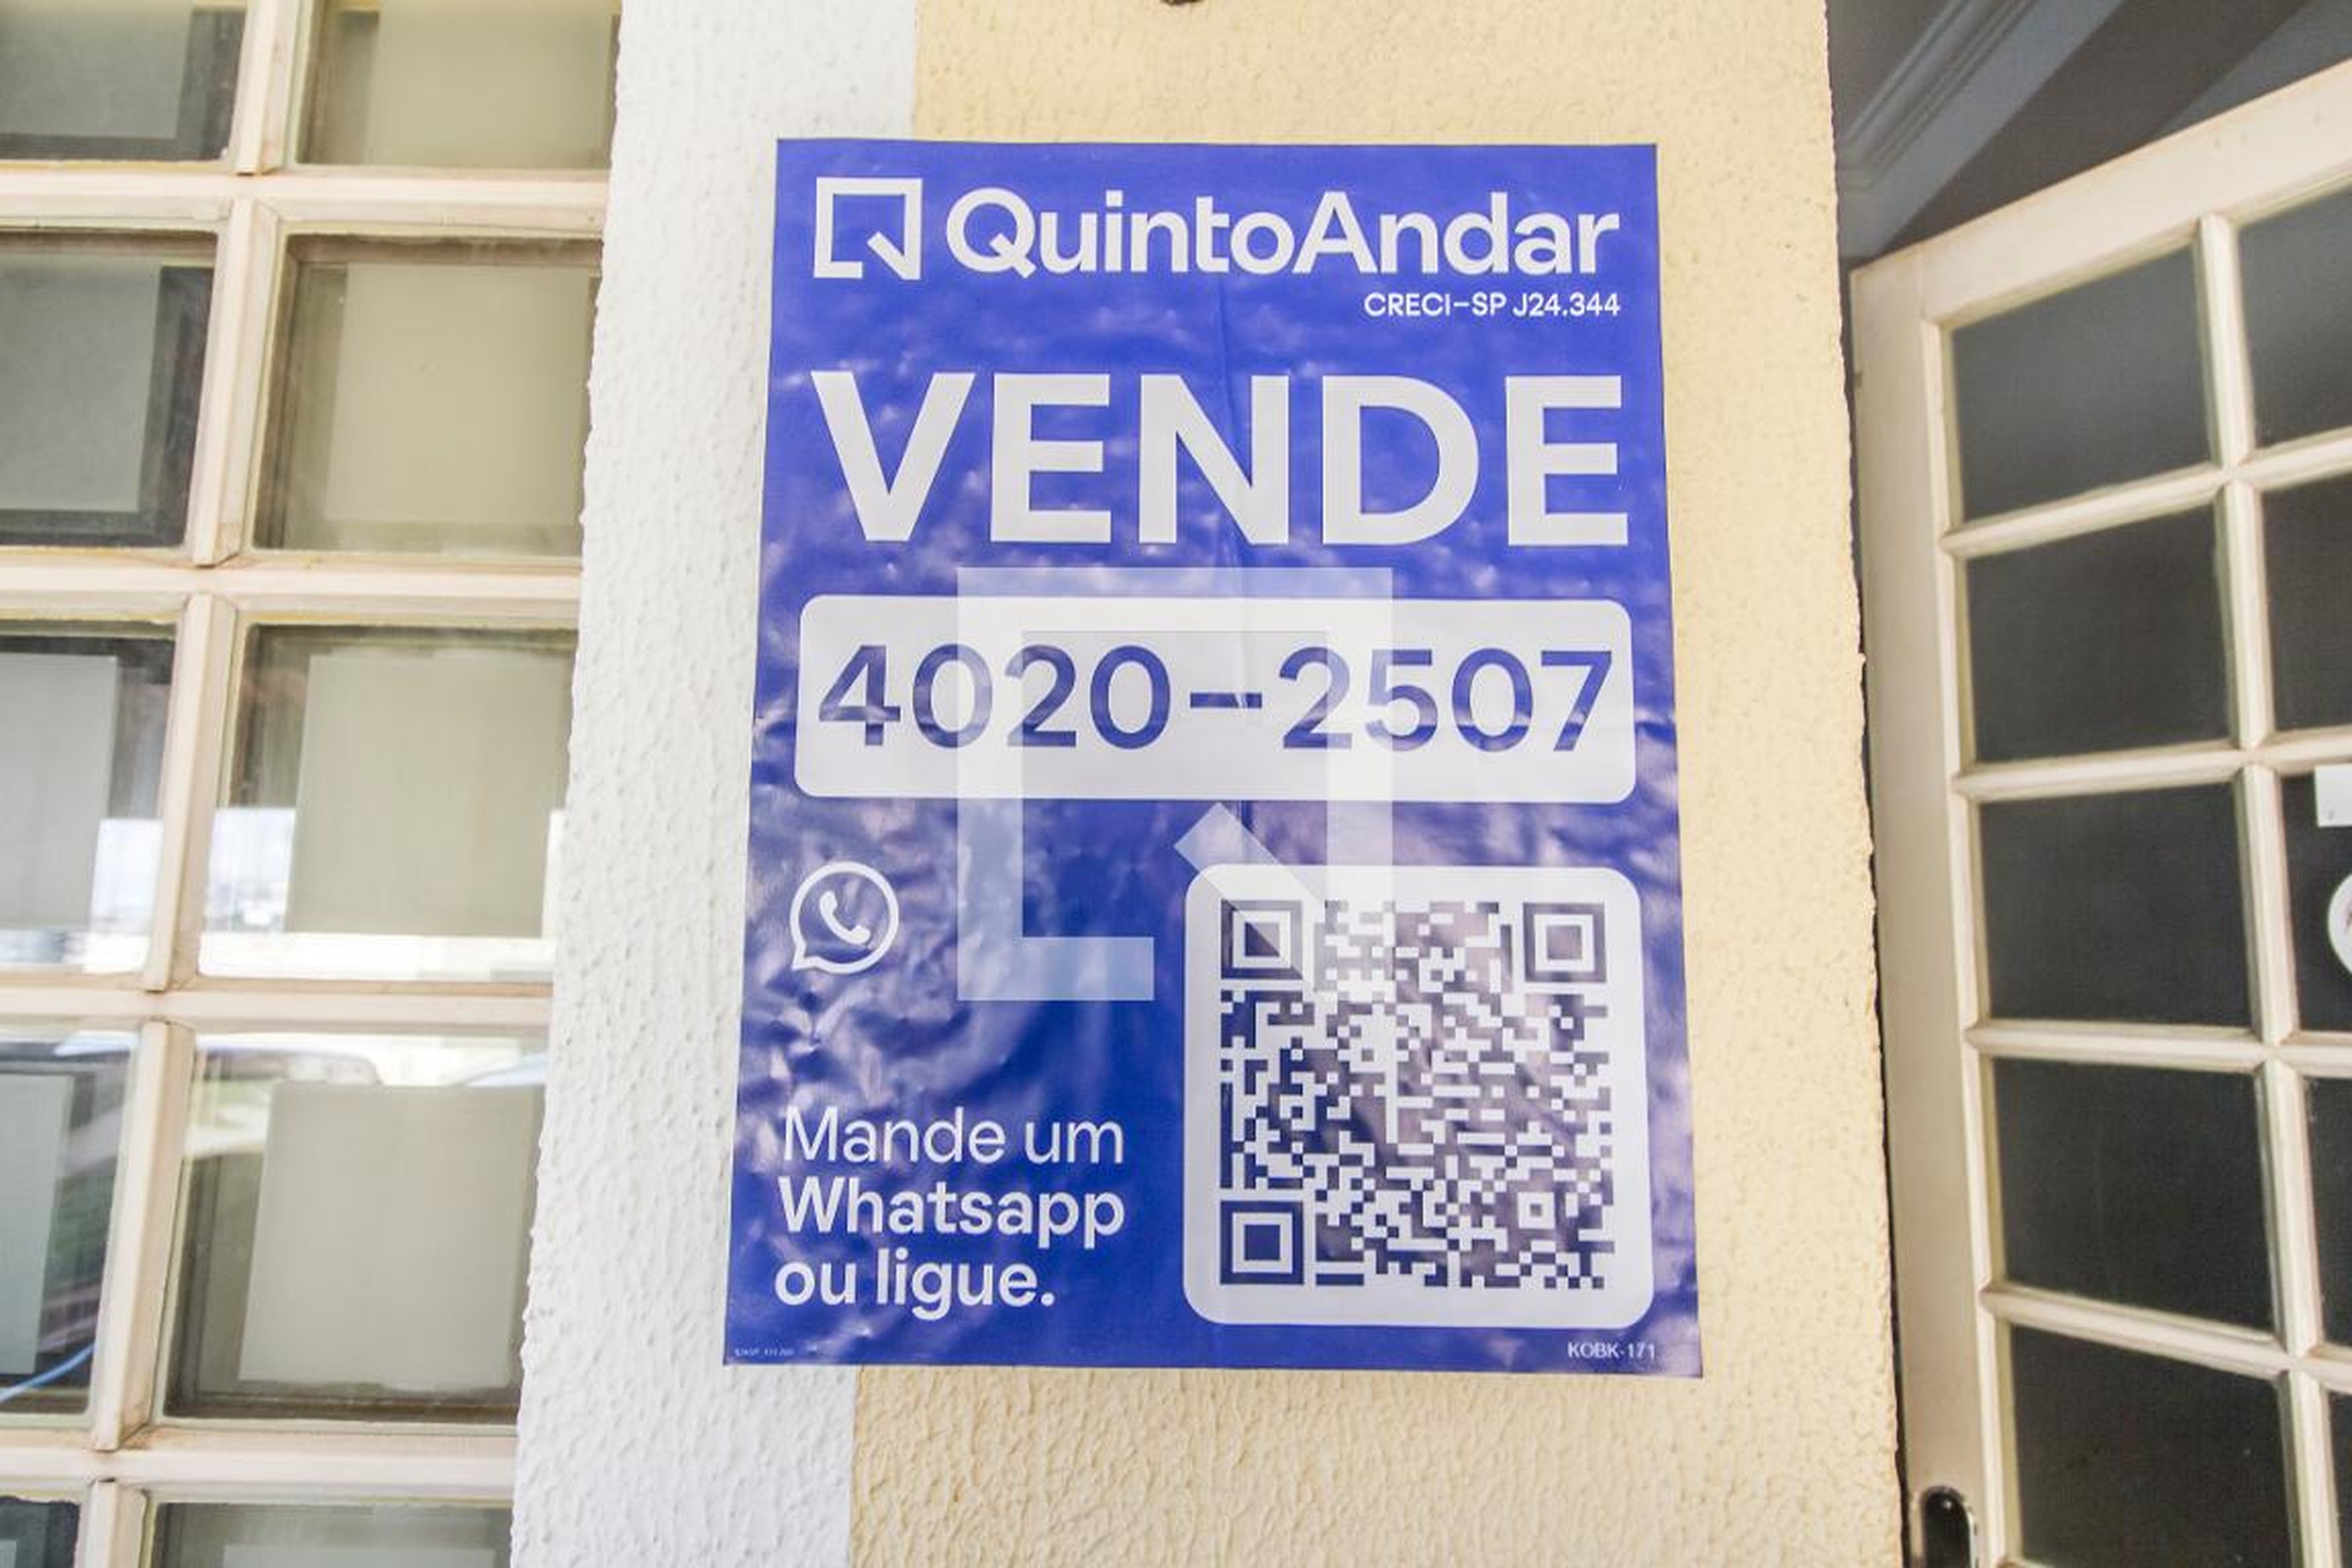 QuintoAndar
CRECI-SP J24.344
VENDE
4020-2507
Mande um
Whatsapp
ou ligue.
KOBK-171